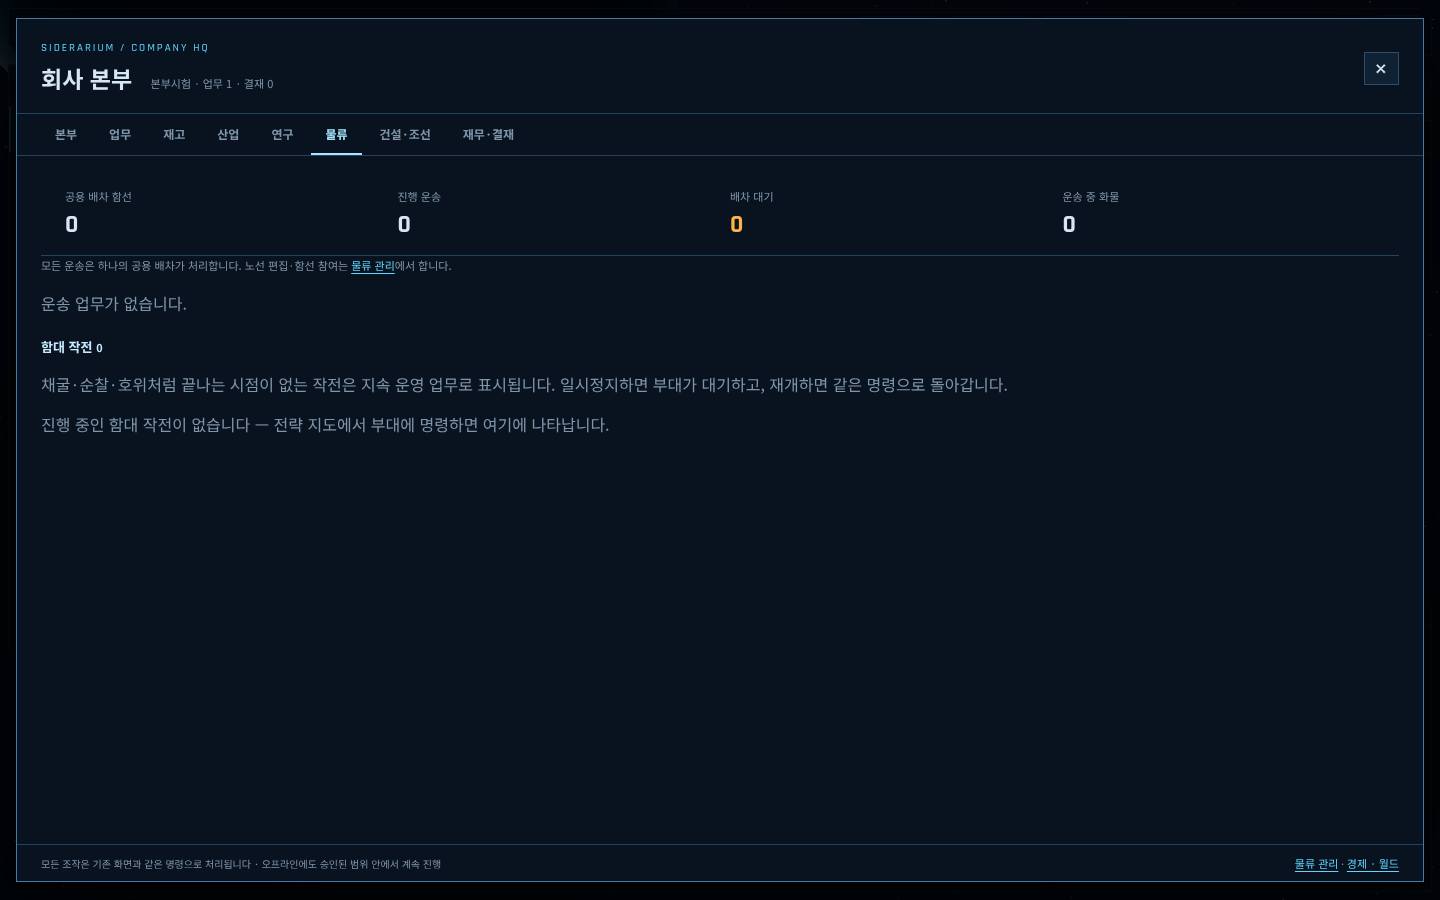 SIDERARIUM / COMPANY HQ
회사 본부 본부시험 · 업무 1 · 결재 0
×
본부 업무 재고 산업 연구 물류 건설·조선 재무·결재
공용 배차 함선 진행 운송 배차 대기 운송 중 화물
0 0 0 0
모든 운송은 하나의 공용 배차가 처리합니다. 노선 편집·함선 참여는 물류 관리에서 합니다.
운송 업무가 없습니다.
함대 작전 0
채굴·순찰·호위처럼 끝나는 시점이 없는 작전은 지속 운영 업무로 표시됩니다. 일시정지하면 부대가 대기하고, 재개하면 같은 명령으로 돌아갑니다.
진행 중인 함대 작전이 없습니다 — 전략 지도에서 부대에 명령하면 여기에 나타납니다.
모든 조작은 기존 화면과 같은 명령으로 처리됩니다 · 오프라인에도 승인된 범위 안에서 계속 진행 물류 관리 · 경제 · 월드